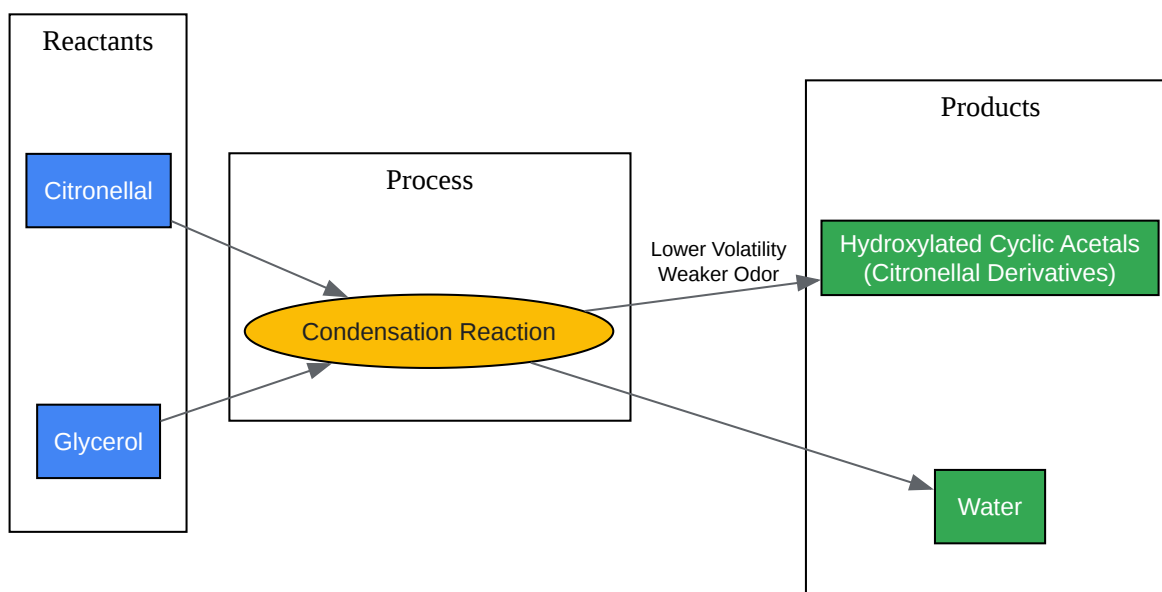 Reactants
Citronellal
Glycerol
Process
Condensation Reaction
Lower Volatility
Weaker Odor
Products
Hydroxylated Cyclic Acetals
(Citronellal Derivatives)
Water